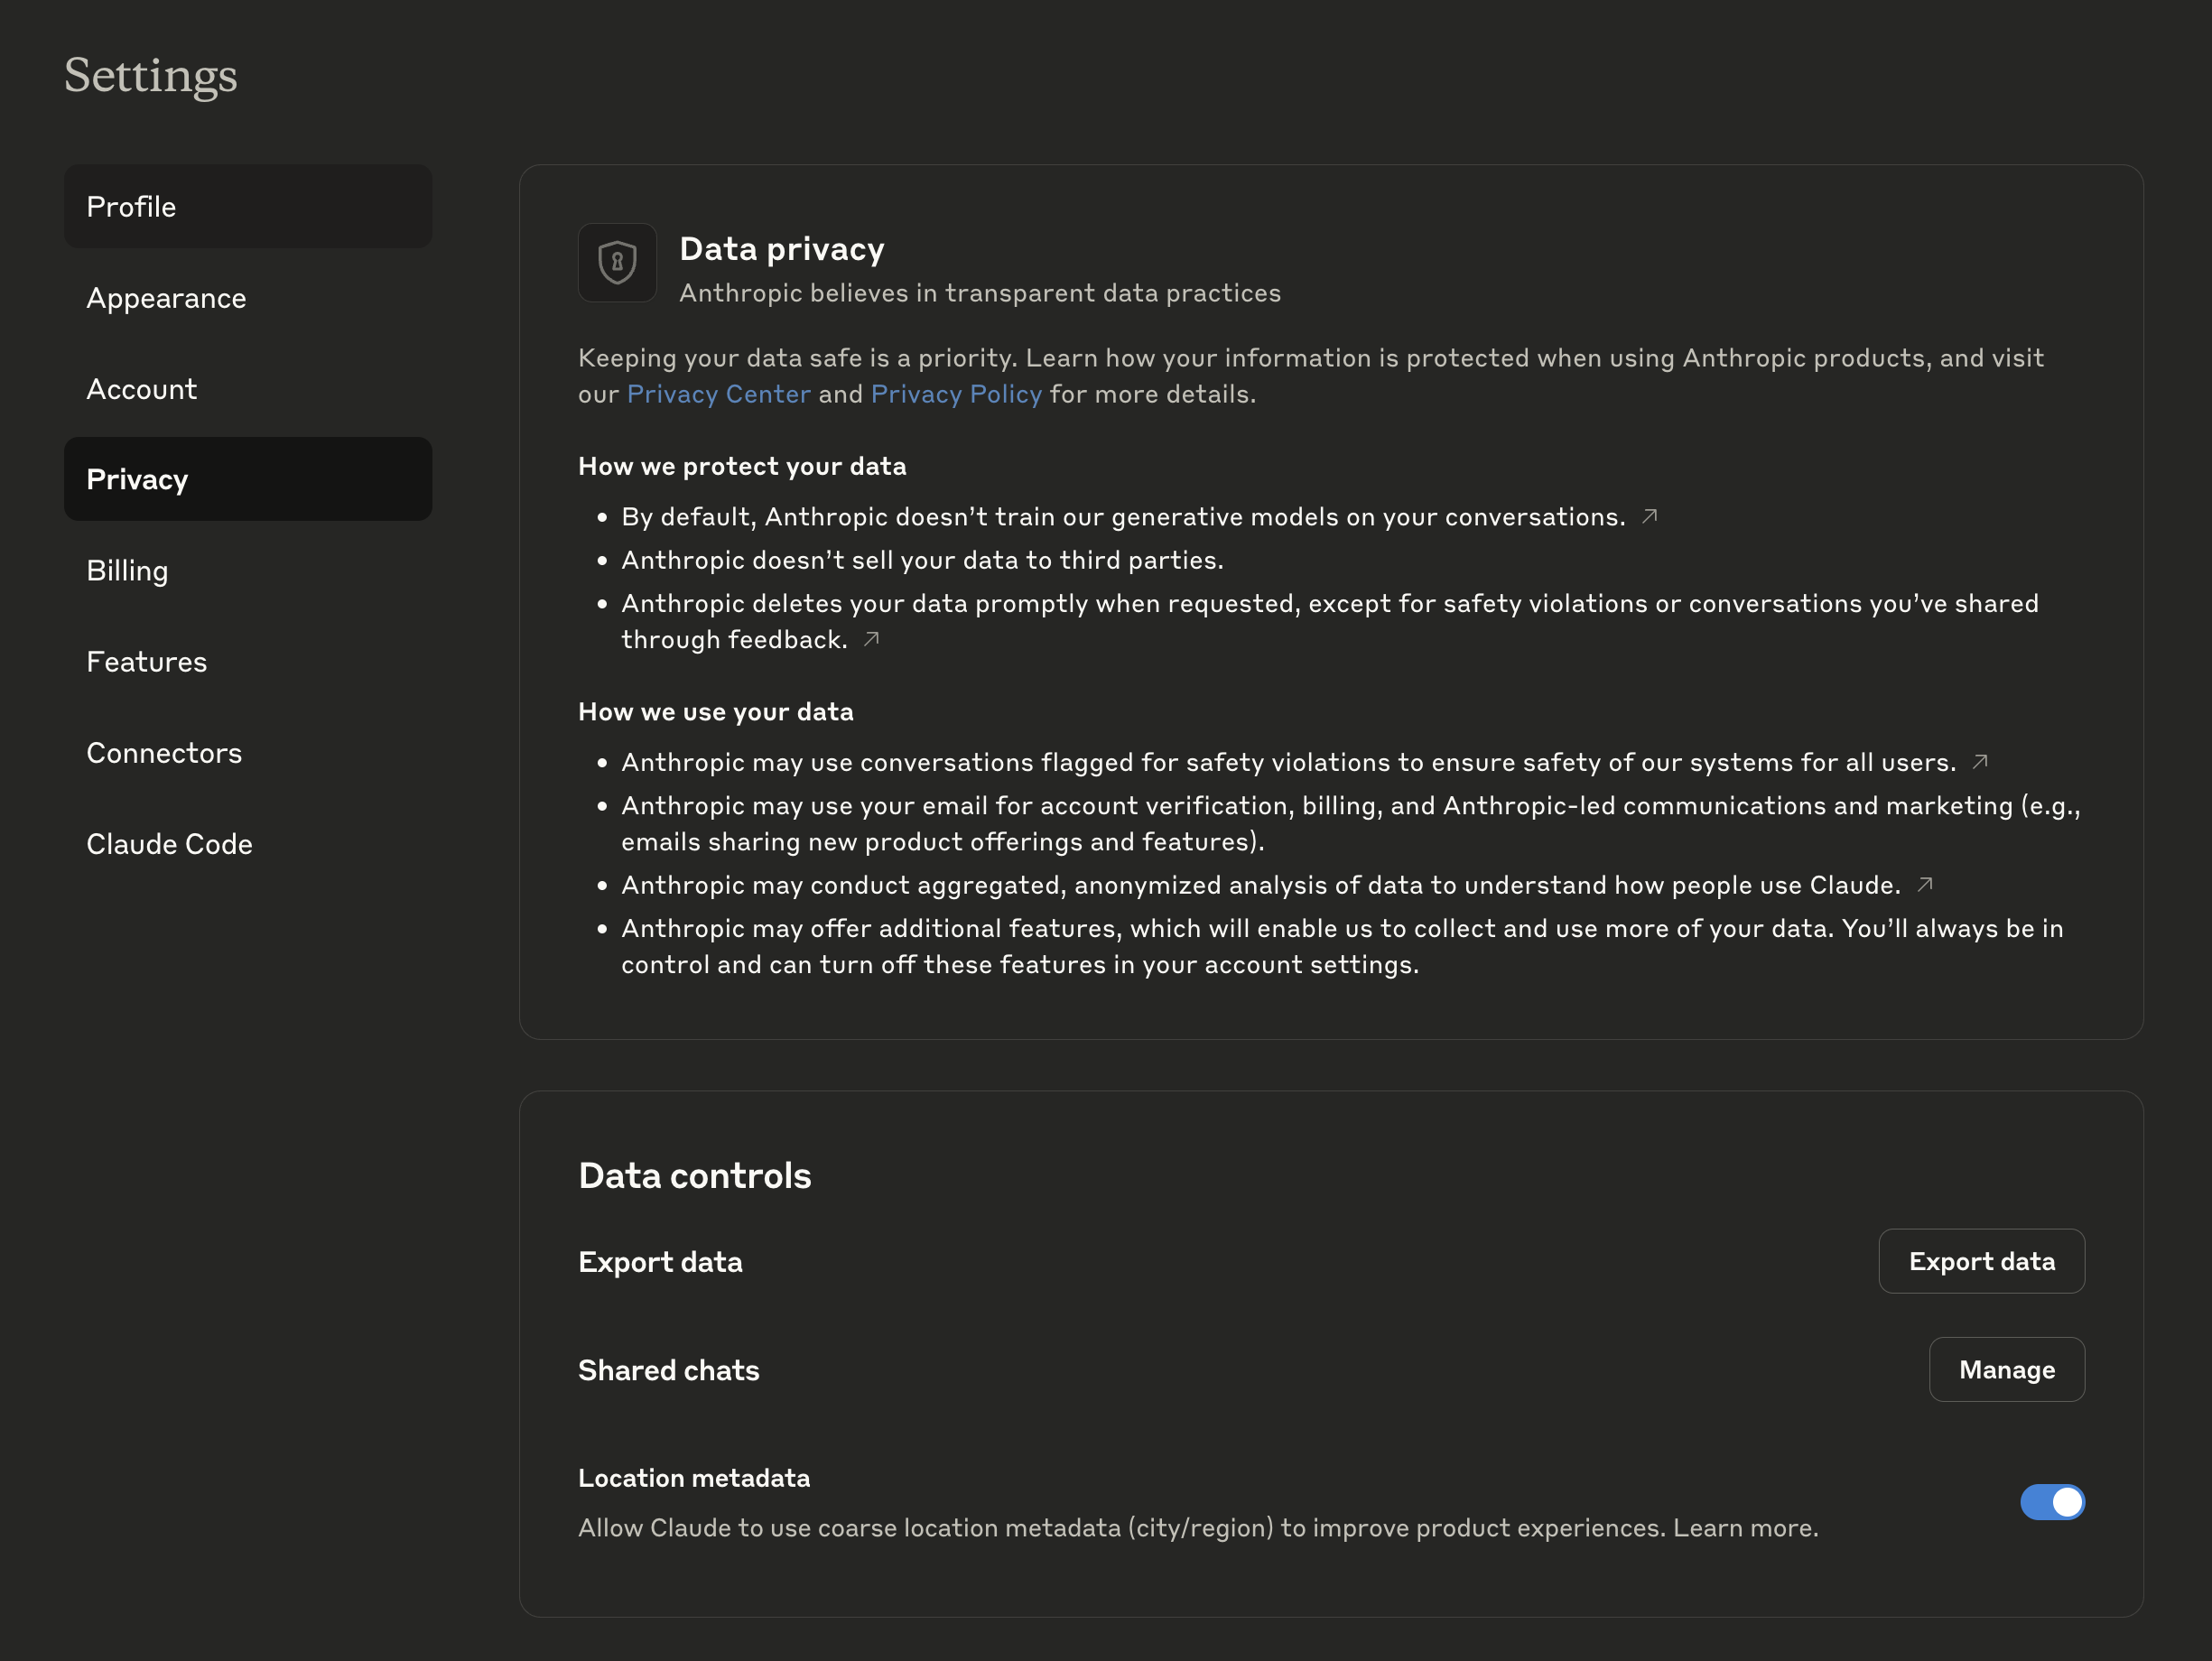 Settings
Profile
Appearance
Account
Privacy
Billing
Features
Connectors
Claude Code
Data privacy
Anthropic believes in transparent data practices
Keeping your data safe is a priority. Learn how your information is protected when using Anthropic products, and visit
our Privacy Center and Privacy Policy for more details.
How we protect your data
By default, Anthropic doesn’t train our generative models on your conversations.
Anthropic doesn’t sell your data to third parties.
Anthropic deletes your data promptly when requested, except for safety violations or conversations you’ve shared
through feedback.
How we use your data
Anthropic may use conversations flagged for safety violations to ensure safety of our systems for all users.
Anthropic may use your email for account verification, billing, and Anthropic-led communications and marketing (e.g.,
emails sharing new product offerings and features).
Anthropic may conduct aggregated, anonymized analysis of data to understand how people use Claude.
Anthropic may offer additional features, which will enable us to collect and use more of your data. You’ll always be in
control and can turn off these features in your account settings.
Data controls
Export data
Export data
Shared chats
Manage
Location metadata
Allow Claude to use coarse location metadata (city/region) to improve product experiences. Learn more.